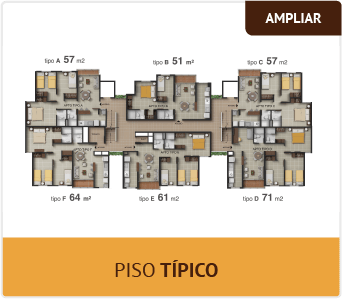 AMPLIAR
tipo A 57 m2
tipo B 51 m²
tipo C 57 m2
tipo F 64 m²
tipo E 61 m2
tipo D 71 m2
PISO TÍPICO